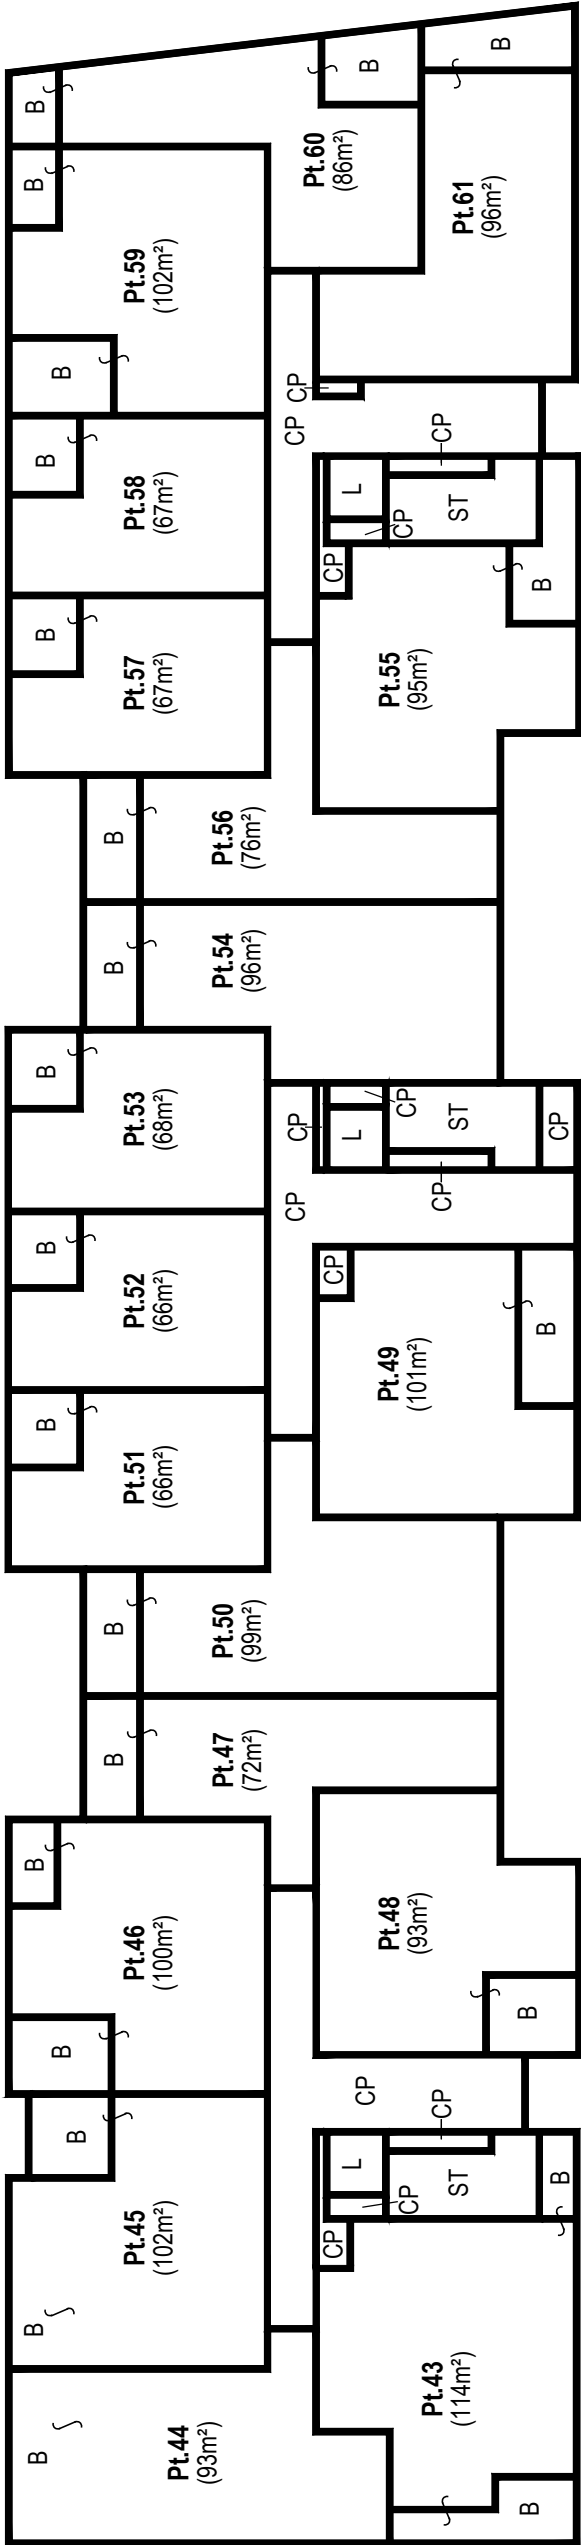 B
B
B
B
B
Pt.59
(102m²)
Pt.60
(86m²)
Pt.61
(96m²)
B
CP
CP
CP
B
Pt.58
(67m²)
L
ST
CP
CP
B
B
Pt.57
(67m²)
Pt.55
(95m²)
B
Pt.56
(76m²)
B
Pt.54
(96m²)
B
Pt.53
(68m²)
CP
CP
L
ST
CP
CP
CP
B
Pt.52
(66m²)
CP
B
Pt.49
(101m²)
B
Pt.51
(66m²)
B
Pt.50
(99m²)
B
Pt.47
(72m²)
B
Pt.46
(100m²)
Pt.48
(93m²)
B
B
CP
CP
B
L
ST
CP
B
CP
Pt.45
(102m²)
B
Pt.43
(114m²)
B
Pt.44
(93m²)
B